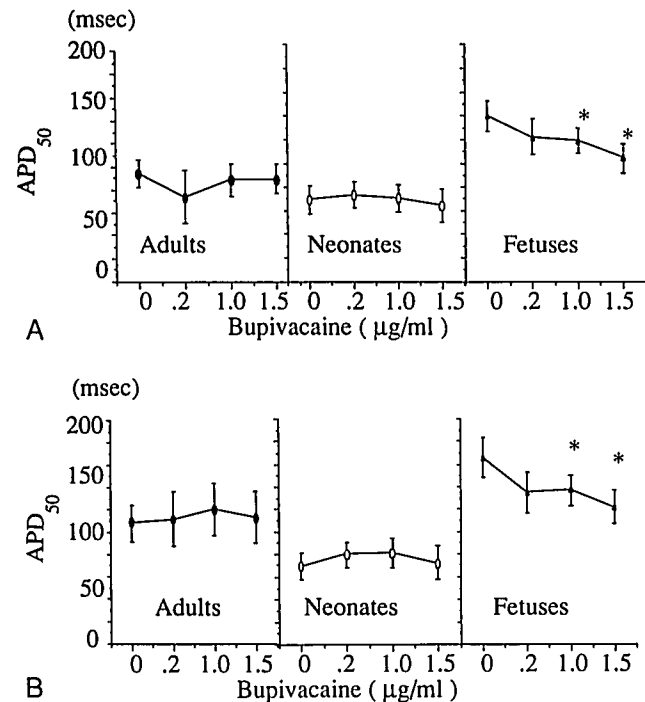 (msec)
200
150
100
50
0
APD50
Adults
Neonates
Fetuses
*
*
0 .2 1.0 1.5 0 .2 1.0 1.5 0 .2 1.0 1.5
Bupivacaine ( µg/ml )
A
(msec)
200
150
100
50
0
APD50
Adults
Neonates
Fetuses
*
*
0 .2 1.0 1.5 0 .2 1.0 1.5 0 .2 1.0 1.5
Bupivacaine ( µg/ml )
B